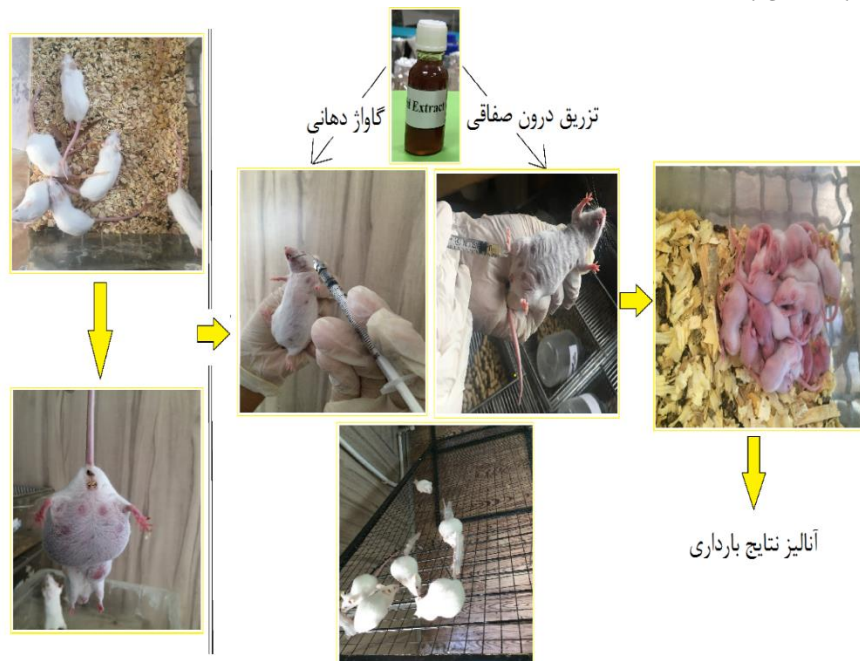 گاواژ دهانی
تزریق درون صفاقی
Extract
آنالیز نتایج بارداری